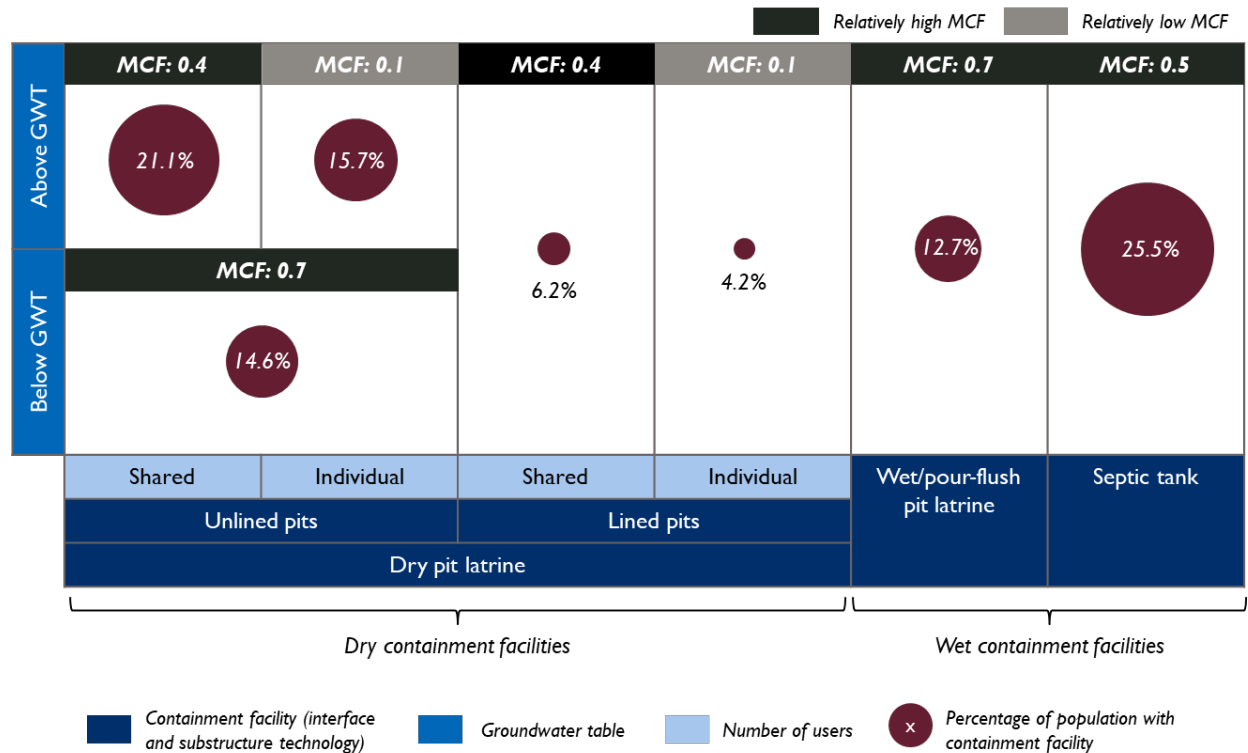 Relatively high MCF
Relatively low MCF
MCF: 0.4
MCF: 0.1
MCF: 0.4
MCF: 0.1
MCF: 0.7
MCF: 0.5
Above GWT
21.1%
15.7%
6.2%
4.2%
12.7%
25.5%
Below GWT
MCF: 0.7
14.6%
Shared
Individual
Shared
Individual
Wet/pour-flush
pit latrine
Septic tank
Unlined pits
Lined pits
Dry pit latrine
Dry containment facilities
Wet containment facilities
Containment facility (interface
and substructure technology)
Groundwater table
Number of users
x
Percentage of population with
containment facility